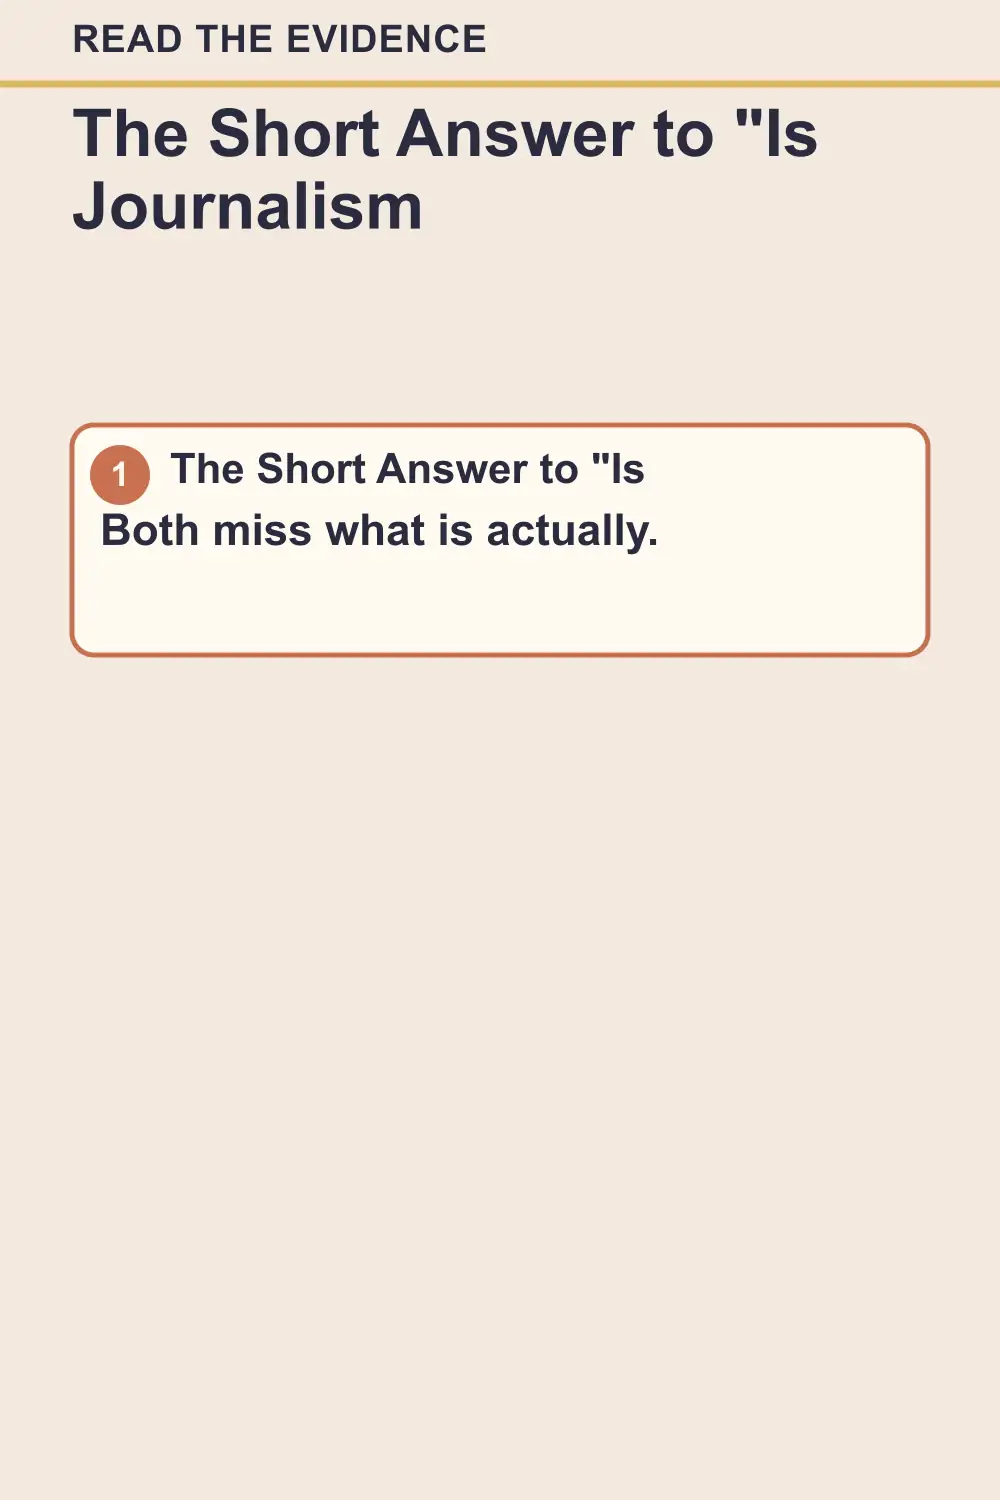 READ THE EVIDENCE
The Short Answer to "Is
Journalism
1 The Short Answer to "Is
Both miss what is actually.